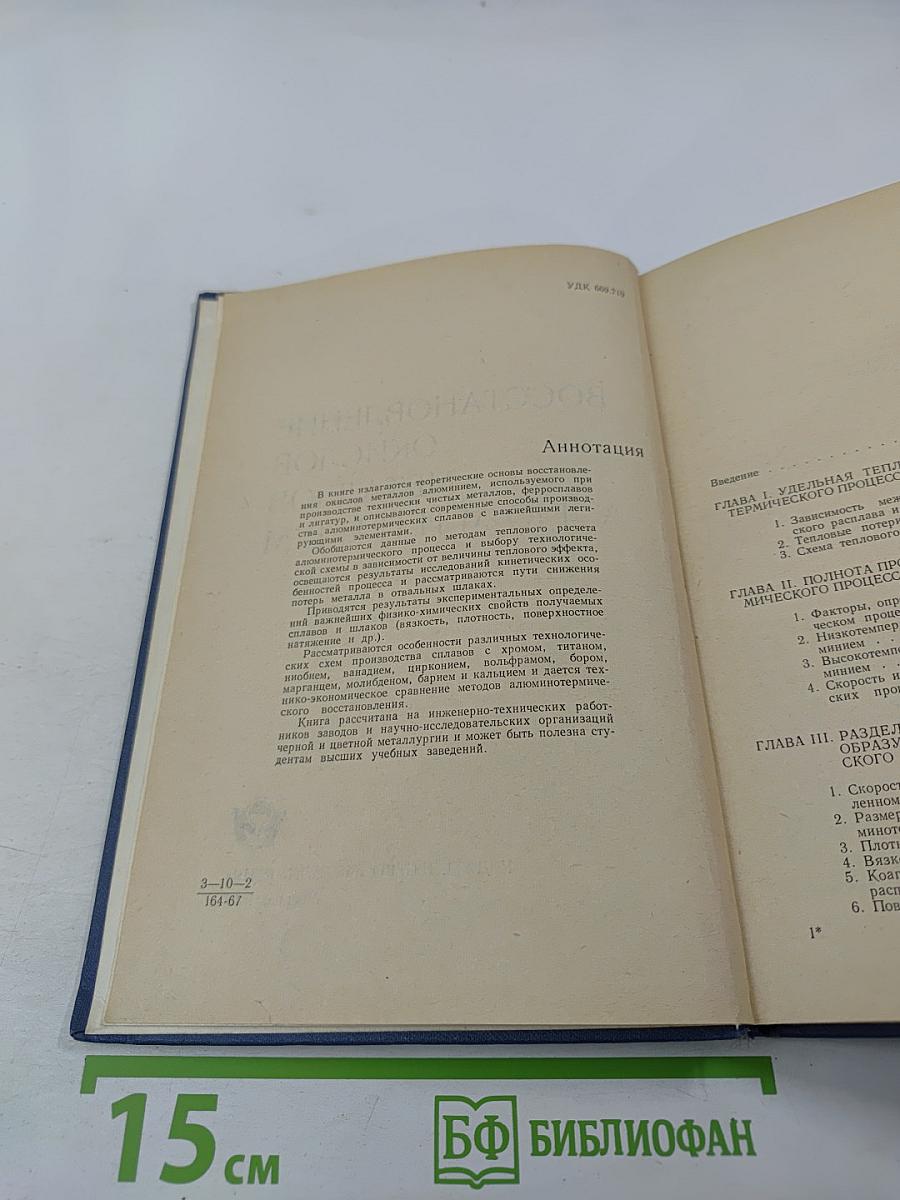 УДК 669.719
Аннотация
В книге излагаются теоретические основы восстановле-
ния окислов металлов алюминием, используемого при
производстве технически чистых металлов, ферросплавов
и лигатур, и описываются современные способы производ-
ства алюминотермических сплавов с важнейшими леги-
рующими элементами.
Обобщаются данные по методам теплового расчета
алюминотермического процесса и выбору технологиче-
ской схемы в зависимости от величины теплового эффекта,
освещаются результаты исследований кинетических осо-
бенностей процесса и рассматриваются пути снижения
потерь металла в отвальных шлаках.
Приводятся результаты экспериментальных определе-
ний важнейших физико-химических свойств получаемых
сплавов и шлаков (вязкость, плотность, поверхностное
натяжение и др.).
Рассматриваются особенности различных технологиче-
ских схем производства сплавов с хромом, титаном,
ниобием, ванадием, цирконием, вольфрамом, бором,
марганцем, молибденом, барием и кальцием и дается тех-
нико-экономическое сравнение методов алюминотермиче-
ского восстановления.
Книга рассчитана на инженерно-технических работ-
ников заводов и научно-исследовательских организаций
черной и цветной металлургии и может быть полезна сту-
дентам высших учебных заведений.
3—10—2
164-67
Введение . . . . . . . . . .
ГЛАВА I. УДЕЛЬНАЯ ТЕПЛ
ТЕРМИЧЕСКОГО ПРОЦЕСС
1. Зависимость меж
ского расплава и
2. Тепловые потери
3. Схема теплового
ГЛАВА II. ПОЛНОТА ПРО
МИЧЕСКОГО ПРОЦЕСС
1. Факторы, опр
ческом проце
2. Низкотемпер
минием . .
3. Высокотемпе
минием . .
4. Скорость и
ских про
ГЛАВА III. РАЗДЕЛ
ОБРАЗУ
СКОГО
1. Скорост
ленном
2. Размер
миноте
3. Плотн
4. Вязко
5. Коаг
расп
6. Пов
1*
15 см
БФ БИБЛИОФАН